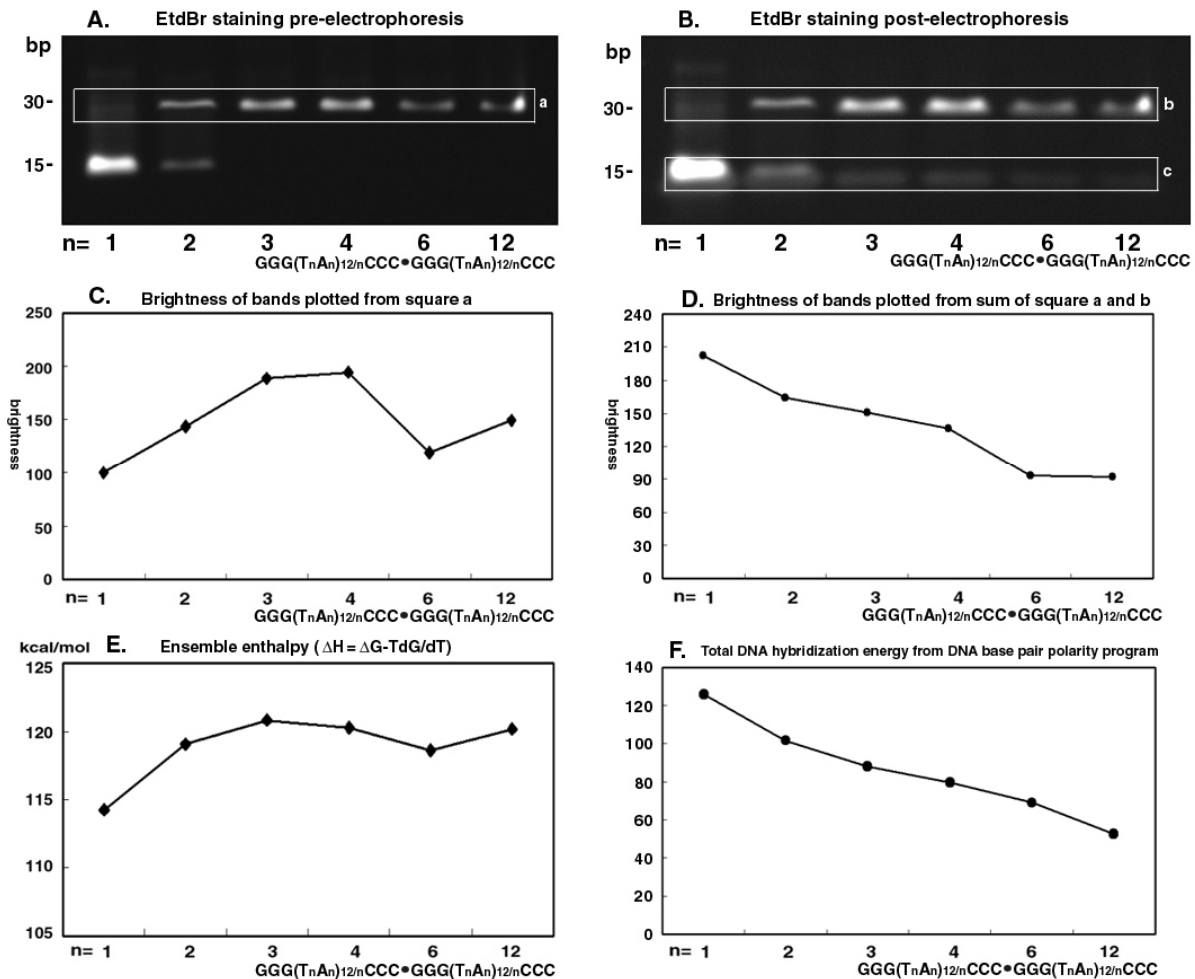 A. EtdBr staining pre-electrophoresis
bp
30-
15-
a
n= 1 2 3 4 6 12
GGG(TnAn)12/nCCC•GGG(TnAn)12/nCCC
B. EtdBr staining post-electrophoresis
bp
30-
15-
b
c
n= 1 2 3 4 6 12
GGG(TnAn)12/nCCC•GGG(TnAn)12/nCCC
C. Brightness of bands plotted from square a
250
200
150
100
50
0
brightness
n= 1 2 3 4 6 12
GGG(TnAn)12/nCCC•GGG(TnAn)12/nCCC
D. Brightness of bands plotted from sum of square a and b
240
210
180
150
120
90
60
30
0
brightness
n= 1 2 3 4 6 12
GGG(TnAn)12/nCCC•GGG(TnAn)12/nCCC
kcal/mol E. Ensemble enthalpy ( ΔH = ΔG-TdG/dT)
125
120
115
110
105
n= 1 2 3 4 6 12
GGG(TnAn)12/nCCC•GGG(TnAn)12/nCCC
F. Total DNA hybridization energy from DNA base pair polarity program
140
120
100
80
60
40
20
0
n= 1 2 3 4 6 12
GGG(TnAn)12/nCCC•GGG(TnAn)12/nCCC